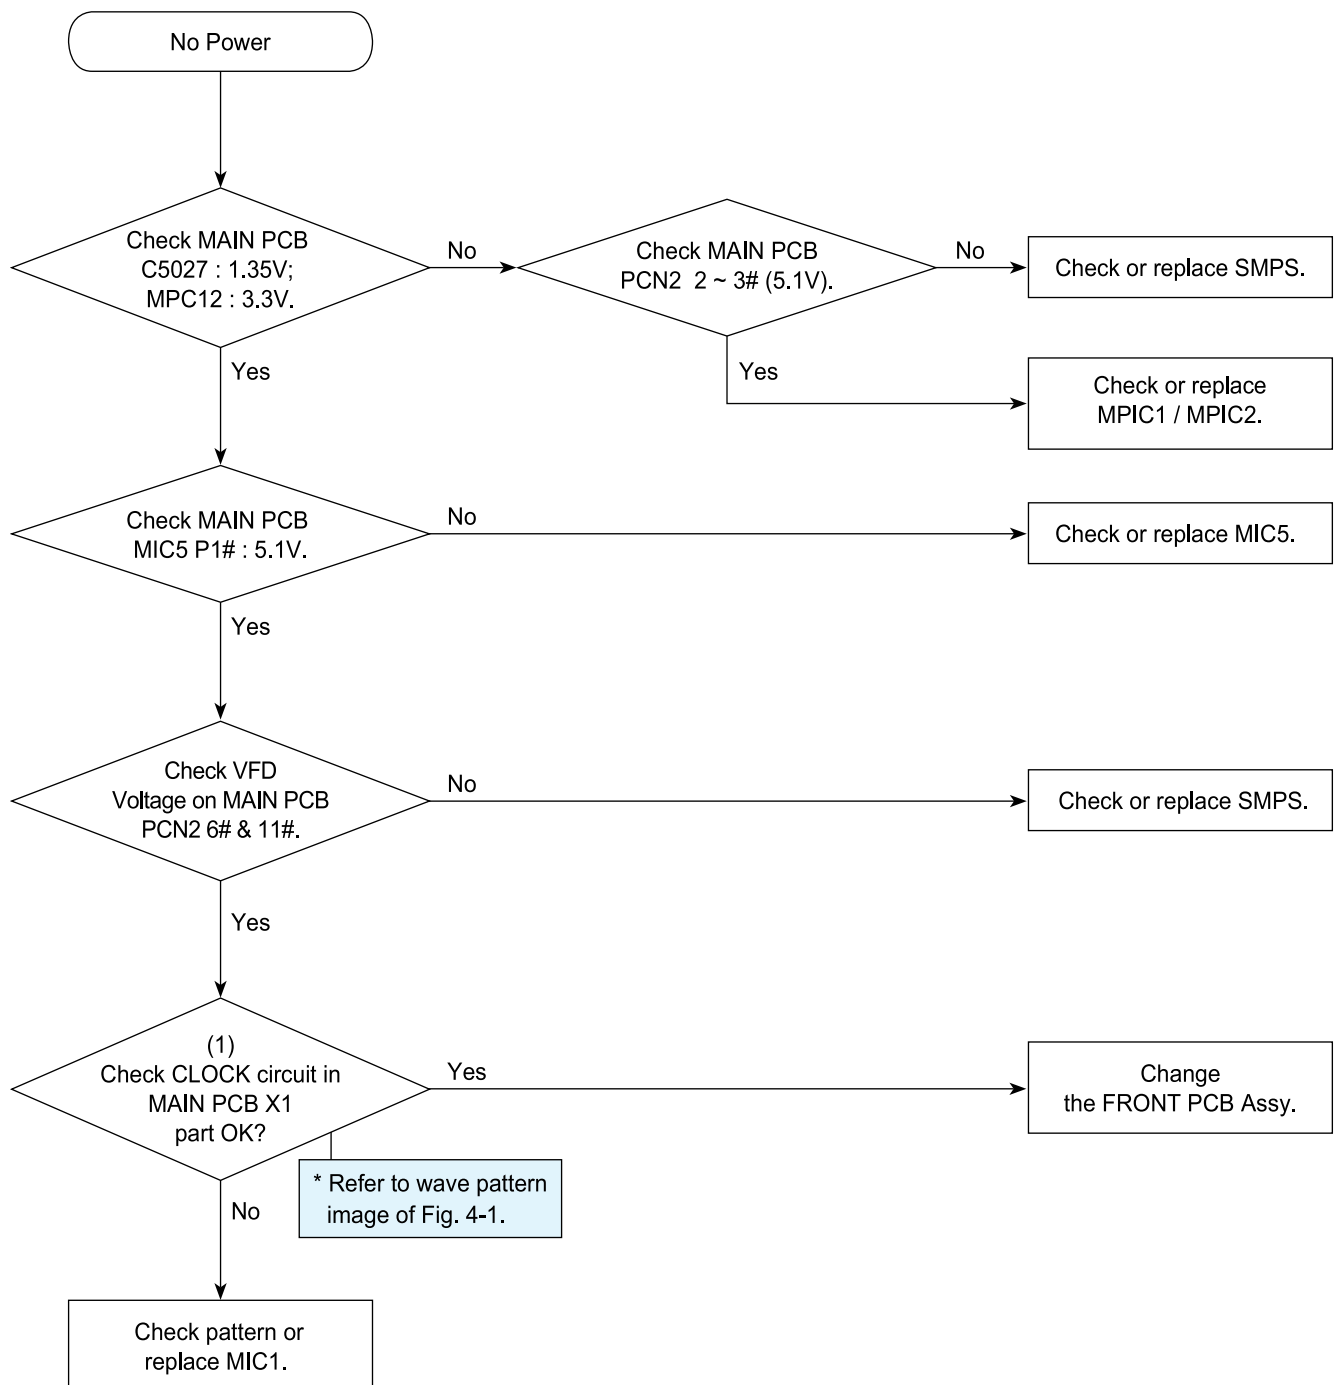 No Power
Check MAIN PCB
C5027 : 1.35V;
MPC12 : 3.3V.
No
Check MAIN PCB
PCN2 2 ~ 3# (5.1V).
No
Check or replace SMPS.
Yes
Yes
Check or replace
MPIC1 / MPIC2.
Check MAIN PCB
MIC5 P1# : 5.1V.
No
Check or replace MIC5.
Yes
Check VFD
Voltage on MAIN PCB
PCN2 6# & 11#.
No
Check or replace SMPS.
Yes
(1)
Check CLOCK circuit in
MAIN PCB X1
part OK?
Yes
Change
the FRONT PCB Assy.
* Refer to wave pattern
image of Fig. 4-1.
No
Check pattern or
replace MIC1.